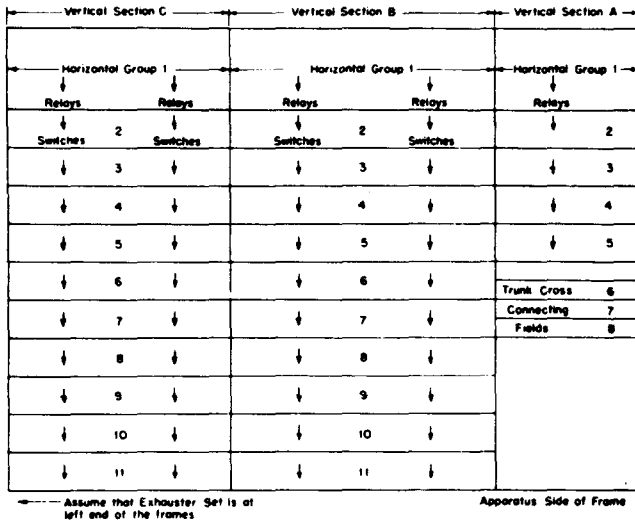 Vertical Section C Vertical Section B Vertical Section A
Horizontal Group 1 Horizontal Group 1 Horizontal Group 1
Relays Relays Relays Relays Relays
2 2 2
Switches Switches Switches Switches
3 3 3
4 4 4
5 5 5
6 6
Trunk Cross 6
7 7 Connecting 7
Fields 8
8 8
9 9
10 10
11 11
Assume that Exhauster Set is at Apparatus Side of Frame
left end of the frames